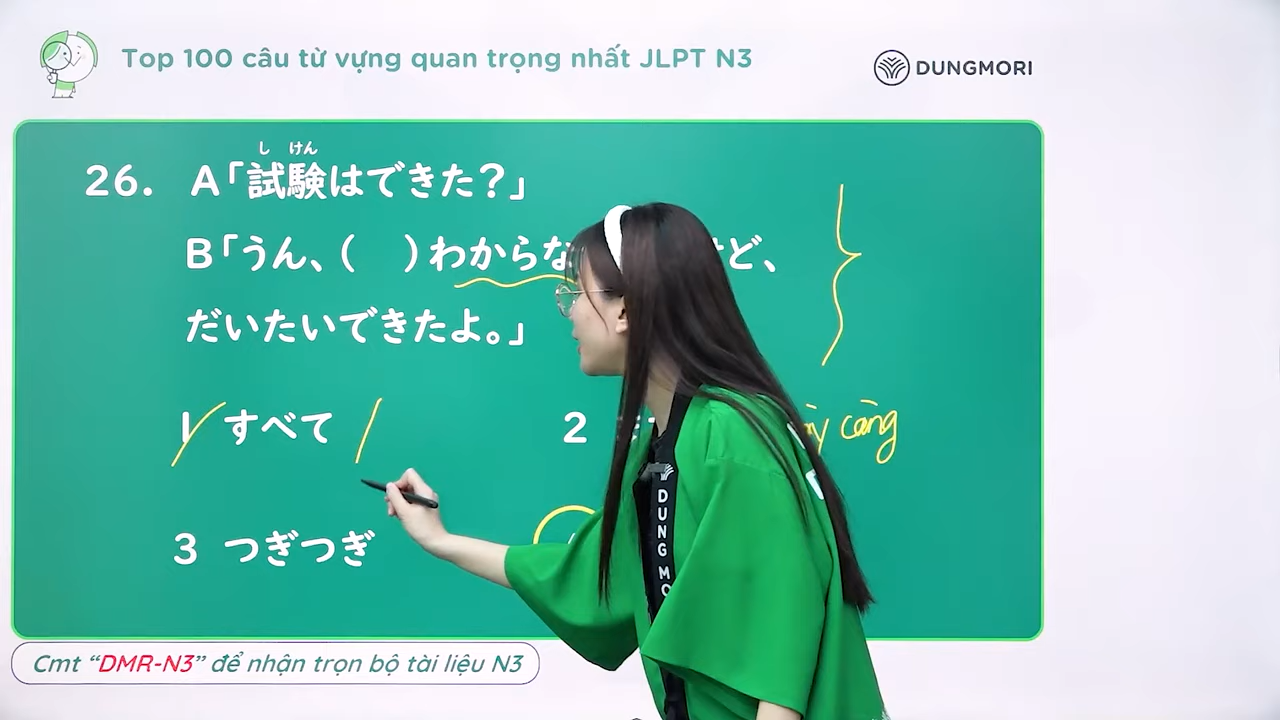 Top 100 câu từ vựng quan trọng nhất JLPT N3
DUNGMORI
し けん
26. A「試験はできた？」
B「うん、（ ）わからな ど、
だいたいできたよ。」
1 すべて
2
càng
3 つぎつぎ
DUNG MO
Cmt “DMR-N3” để nhận trọn bộ tài liệu N3